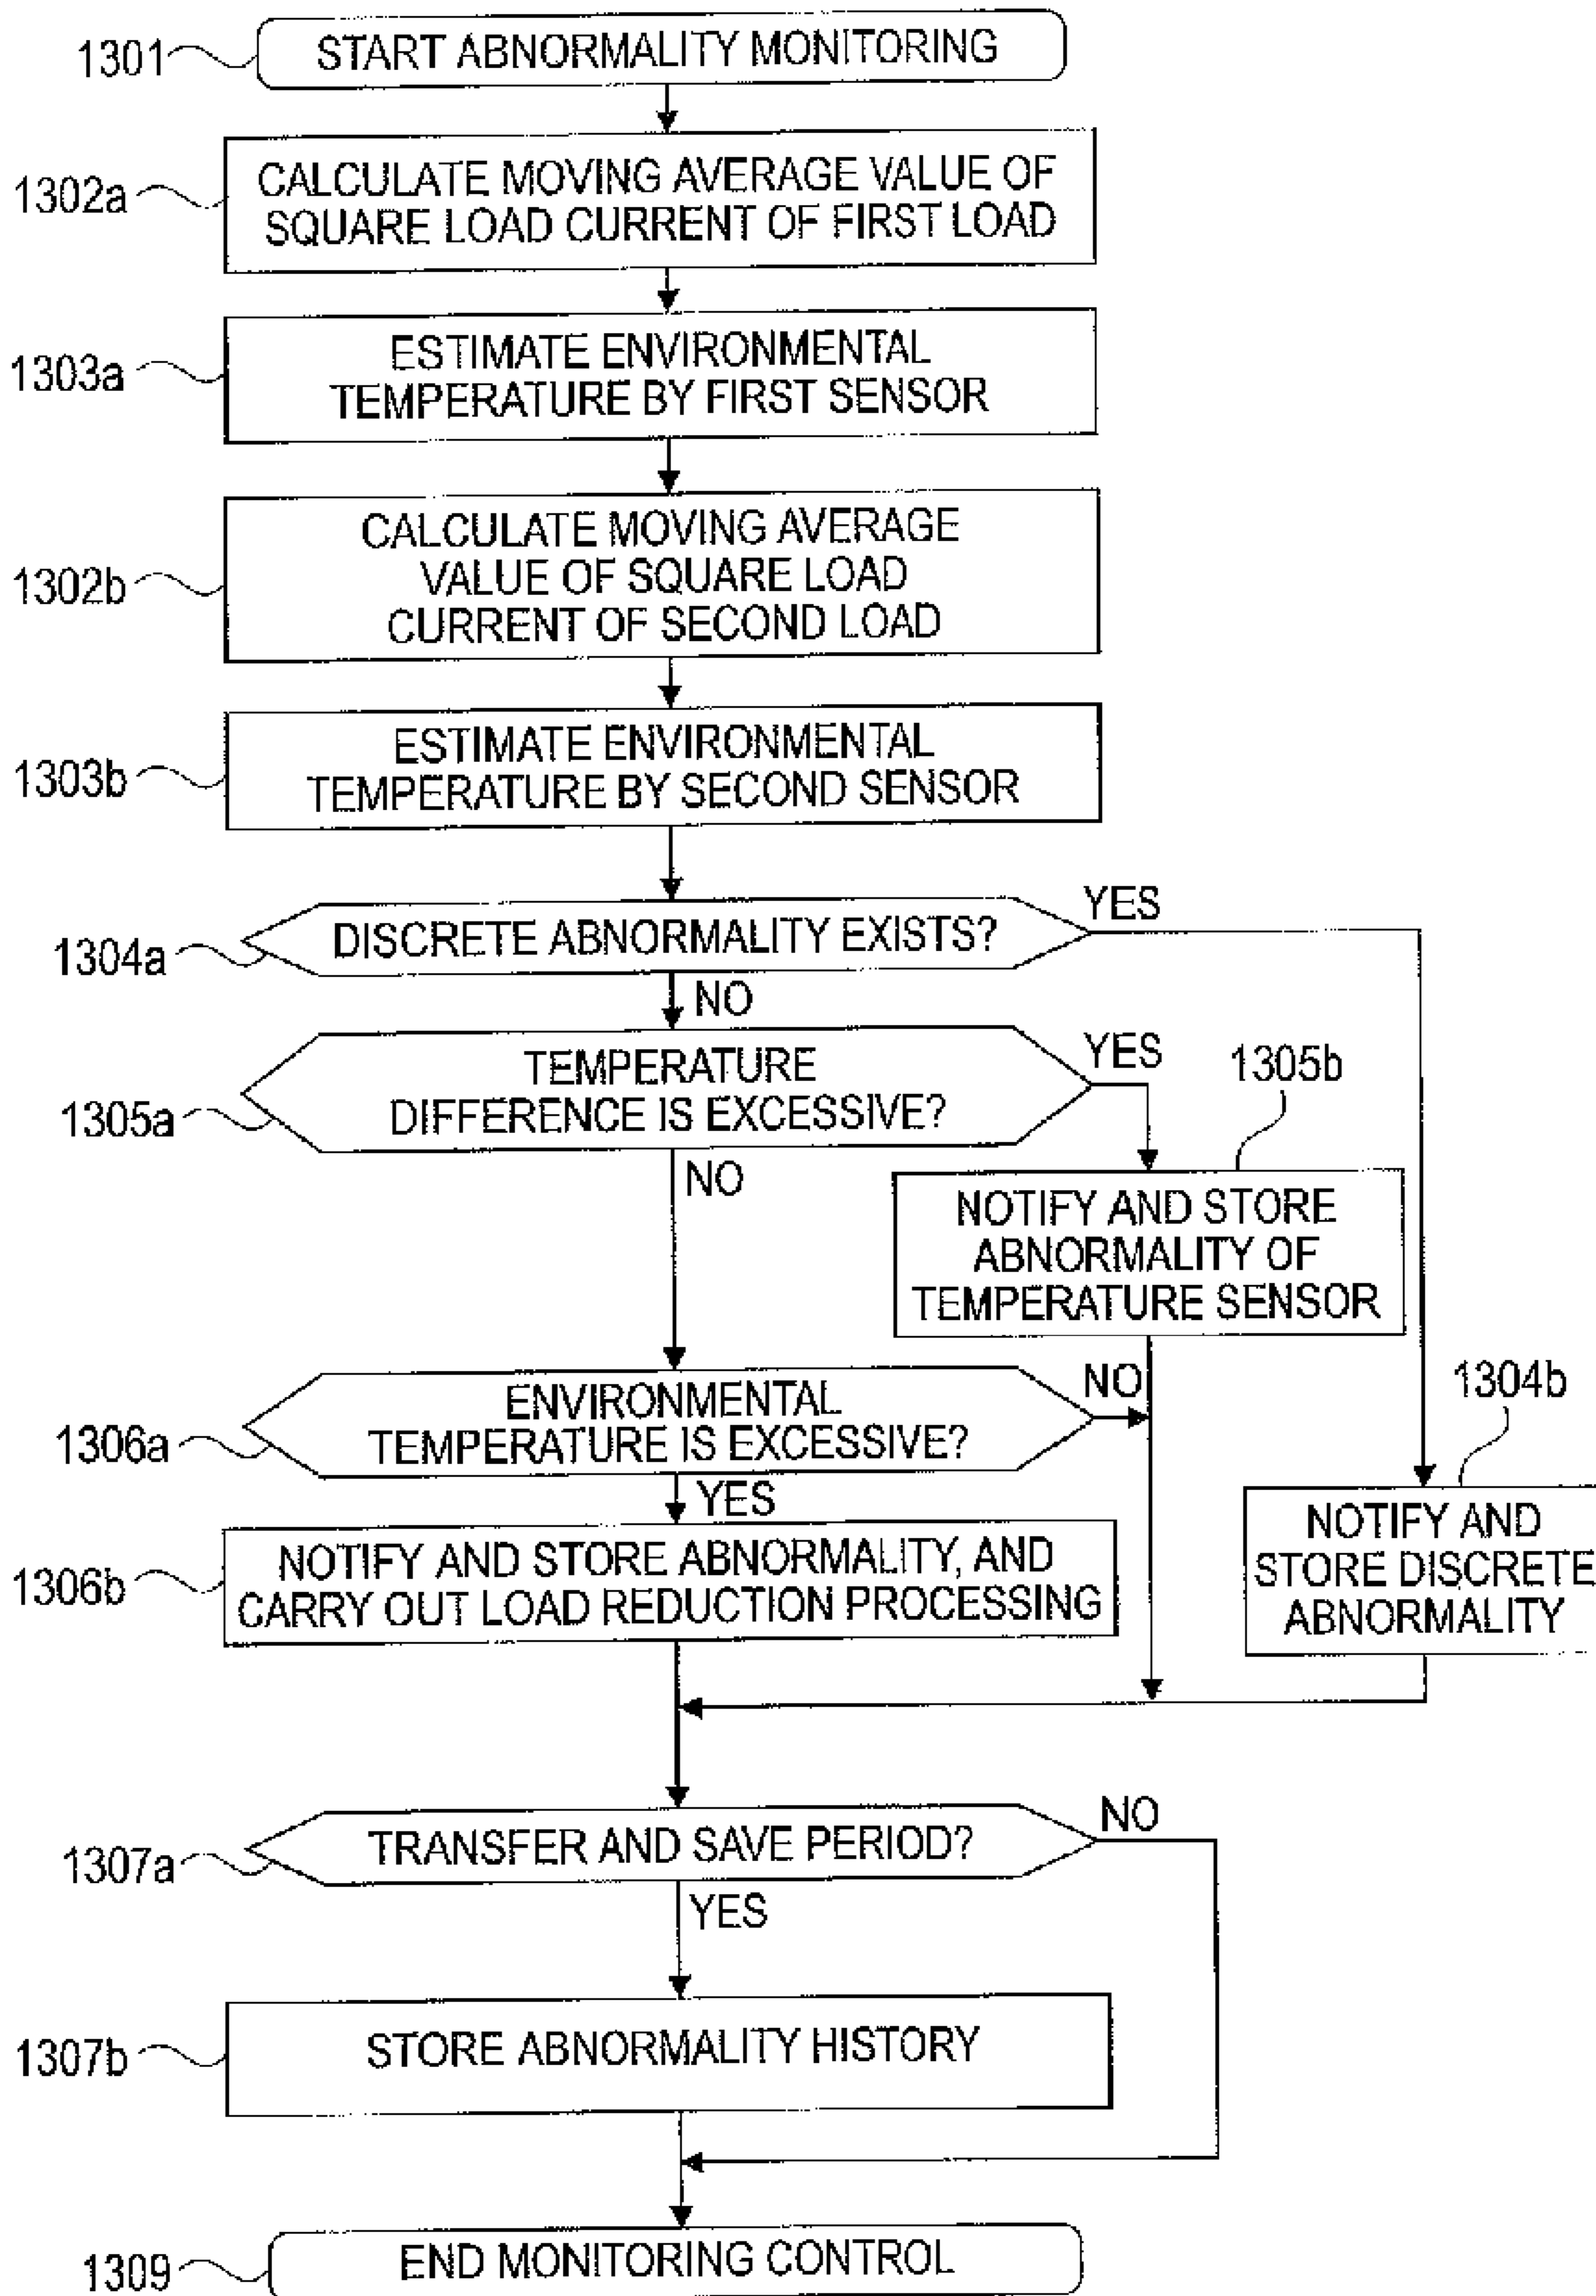 1301
START ABNORMALITY MONITORING
1302a
CALCULATE MOVING AVERAGE VALUE OF
SQUARE LOAD CURRENT OF FIRST LOAD
1303a
ESTIMATE ENVIRONMENTAL
TEMPERATURE BY FIRST SENSOR
1302b
CALCULATE MOVING AVERAGE
VALUE OF SQUARE LOAD
CURRENT OF SECOND LOAD
1303b
ESTIMATE ENVIRONMENTAL
TEMPERATURE BY SECOND SENSOR
1304a
DISCRETE ABNORMALITY EXISTS?
YES
NO
1305a
TEMPERATURE
DIFFERENCE IS EXCESSIVE?
YES
NO
1305b
NOTIFY AND STORE
ABNORMALITY OF
TEMPERATURE SENSOR
1306a
ENVIRONMENTAL
TEMPERATURE IS EXCESSIVE?
NO
YES
1304b
NOTIFY AND
STORE DISCRETE
ABNORMALITY
1306b
NOTIFY AND STORE ABNORMALITY, AND
CARRY OUT LOAD REDUCTION PROCESSING
1307a
TRANSFER AND SAVE PERIOD?
NO
YES
1307b
STORE ABNORMALITY HISTORY
1309
END MONITORING CONTROL